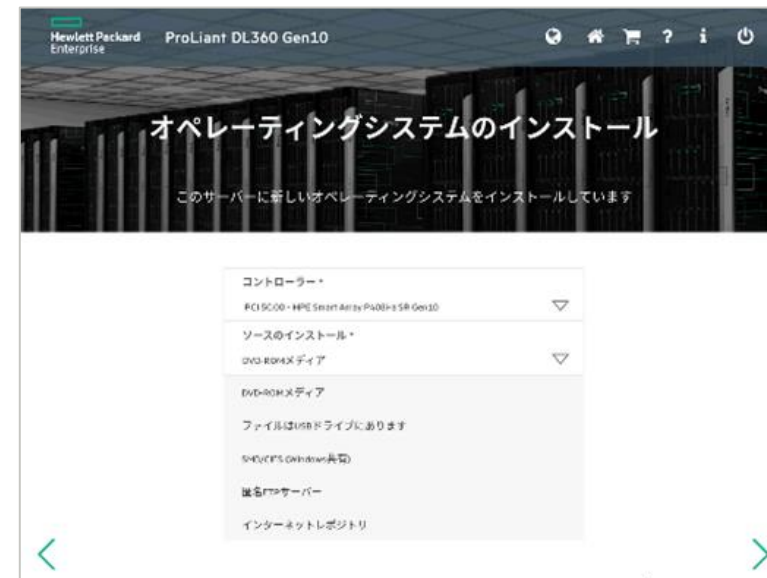 Hewlett Packard
Enterprise
ProLiant DL360 Gen10
オペレーティングシステムのインストール
このサーバーに新しいオペレーティングシステムをインストールしています
コントローラー *
PCI 5C:00 - HPE Smart Array P408i-a SR Gen10
ソースのインストール *
DVD-ROMメディア
DVD-ROMメディア
ファイルはUSBドライブにあります
SMB/CIFS (Windows共有)
匿名FTPサーバー
インターネットレポジトリ